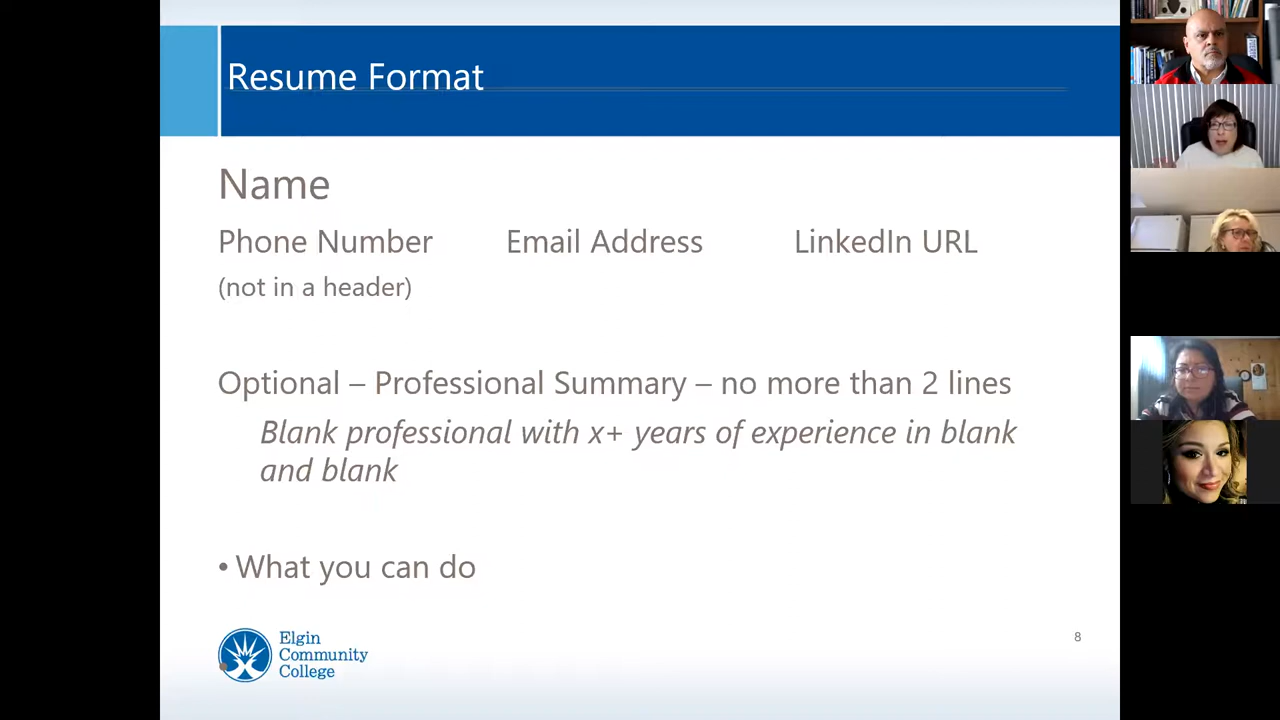 Resume Format
Name
Phone Number Email Address LinkedIn URL
(not in a header)
Optional – Professional Summary – no more than 2 lines
Blank professional with x+ years of experience in blank
and blank
• What you can do
Elgin
Community
College
8